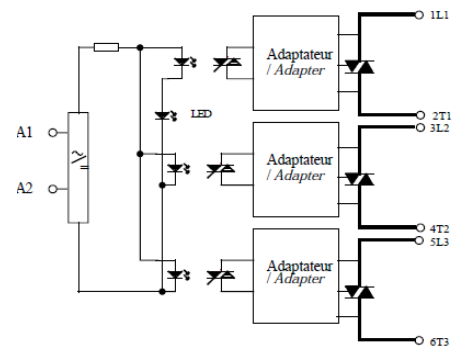 1L1
Adaptateur
/ Adapter
2T1
LED
3L2
A1
Adaptateur
/ Adapter
A2
4T2
5L3
Adaptateur
/ Adapter
6T3